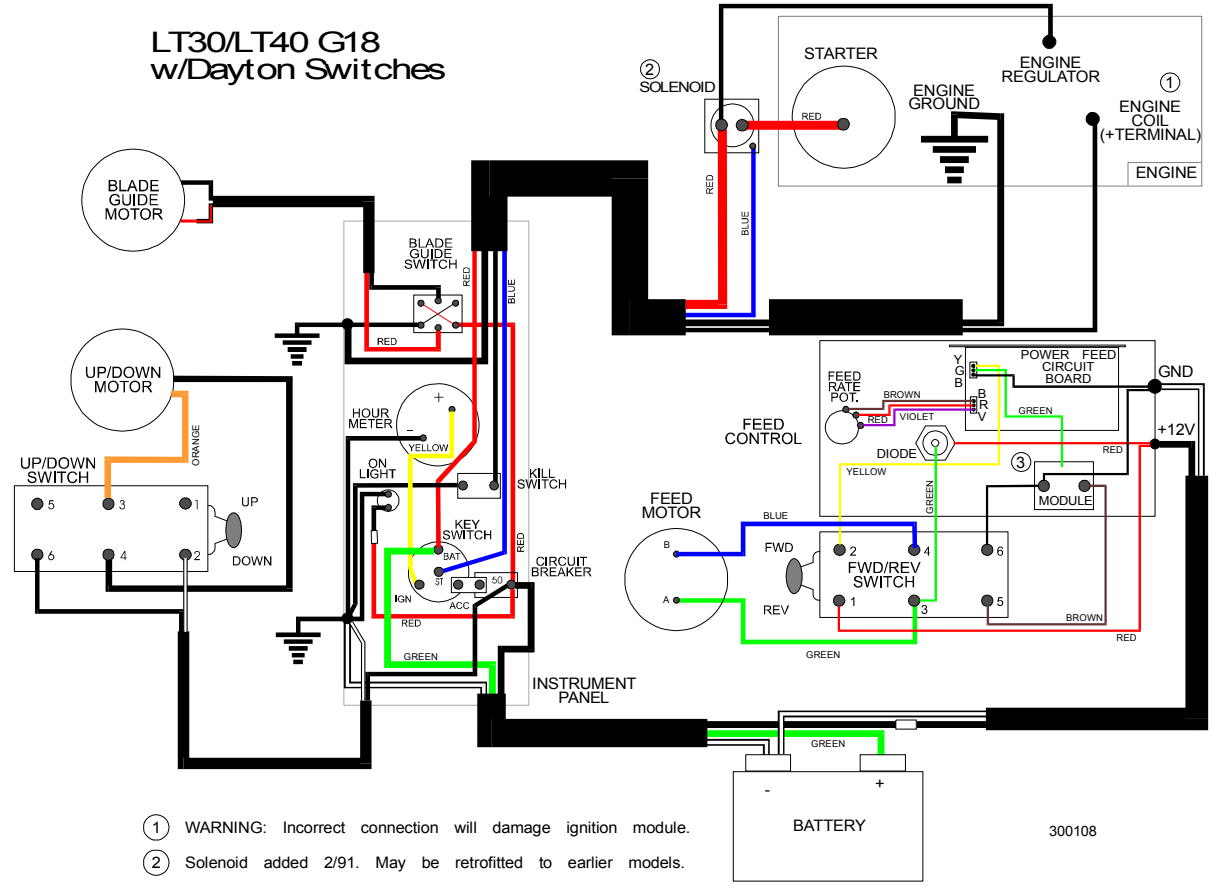 LT30/LT40 G18
w/Dayton Switches
2
SOLENOID
STARTER
RED
ENGINE
REGULATOR
ENGINE
GROUND
1
ENGINE
COIL
(+TERMINAL)
ENGINE
RED
BLUE
BLADE
GUIDE
MOTOR
BLADE
GUIDE
SWITCH
RED
BLUE
RED
UP/DOWN
MOTOR
ORANGE
HOUR
METER
+
-
YELLOW
ON
LIGHT
KILL
SWITCH
UP/DOWN
SWITCH
5
3
1
UP
6
4
2
DOWN
KEY
SWITCH
BAT
ST
IGN
ACC
50
RED
CIRCUIT
BREAKER
RED
GREEN
INSTRUMENT
PANEL
Y
G
B
POWER FEED
CIRCUIT
BOARD
GND
FEED
RATE
POT.
BROWN
RED
VIOLET
B
R
V
GREEN
FEED
CONTROL
DIODE
+12V
RED
YELLOW
GREEN
3
MODULE
FEED
MOTOR
B
A
BLUE
GREEN
FWD
REV
2
4
6
FWD/REV
SWITCH
1
3
5
BROWN
RED
GREEN
-
+
BATTERY
1 WARNING: Incorrect connection will damage ignition module.
2 Solenoid added 2/91. May be retrofitted to earlier models.
300108